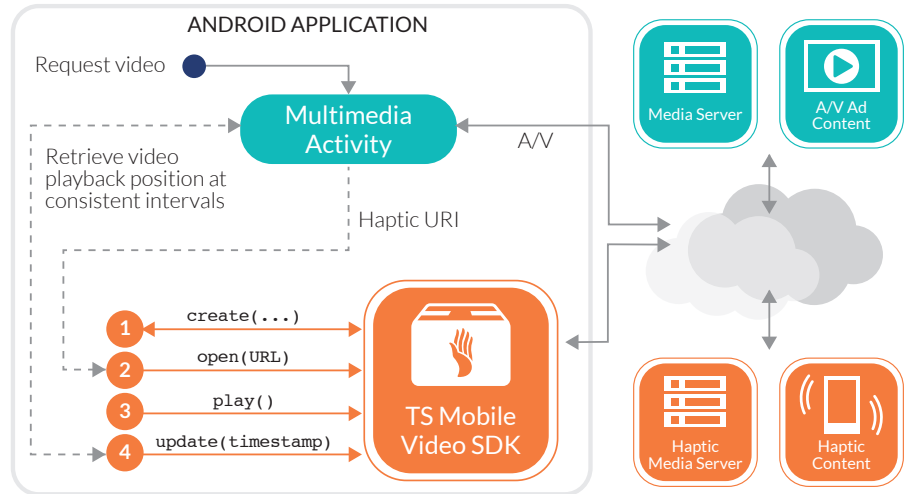 ANDROID APPLICATION
Request video
Multimedia
Activity
A/V
Retrieve video
playback position at
consistent intervals
Haptic URI
1
create(...)
2
open(URL)
3
play()
4
update(timestamp)
TS Mobile
Video SDK
Media Server
A/V Ad
Content
Haptic
Media Server
Haptic
Content